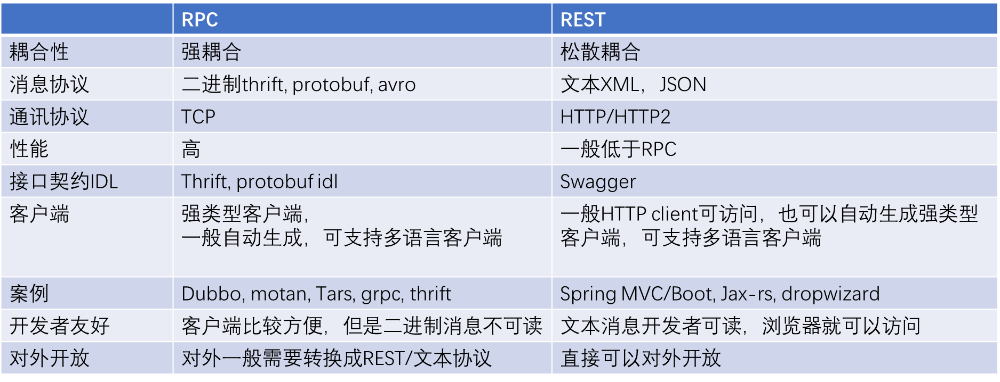 RPC REST
耦合性 强耦合 松散耦合
消息协议 二进制thrift, protobuf, avro 文本XML，JSON
通讯协议 TCP HTTP/HTTP2
性能 高 一般低于RPC
接口契约IDL Thrift, protobuf idl Swagger
客户端 强类型客户端， 一般HTTP client可访问，也可以自动生成强类型
一般自动生成，可支持多语言客户端 客户端，可支持多语言客户端
案例 Dubbo, motan, Tars, grpc, thrift Spring MVC/Boot, Jax-rs, dropwizard
开发者友好 客户端比较方便，但是二进制消息不可读 文本消息开发者可读，浏览器就可以访问
对外开放 对外一般需要转换成REST/文本协议 直接可以对外开放